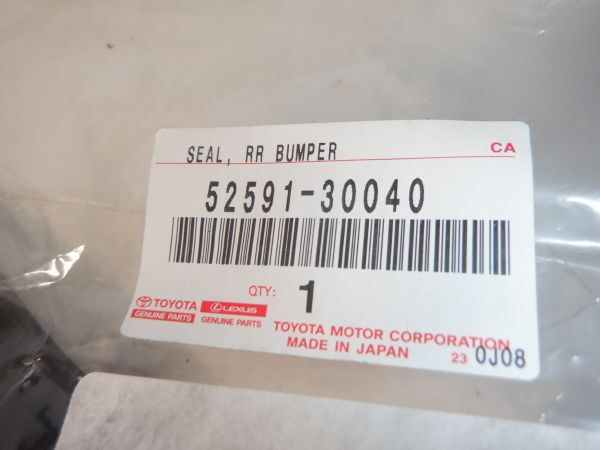 SEAL, RR BUMPER CA
52591-30040
QTY: 1
TOYOTA LEXUS
GENUINE PARTS GENUINE PARTS
TOYOTA MOTOR CORPORATION
MADE IN JAPAN 23 0J08